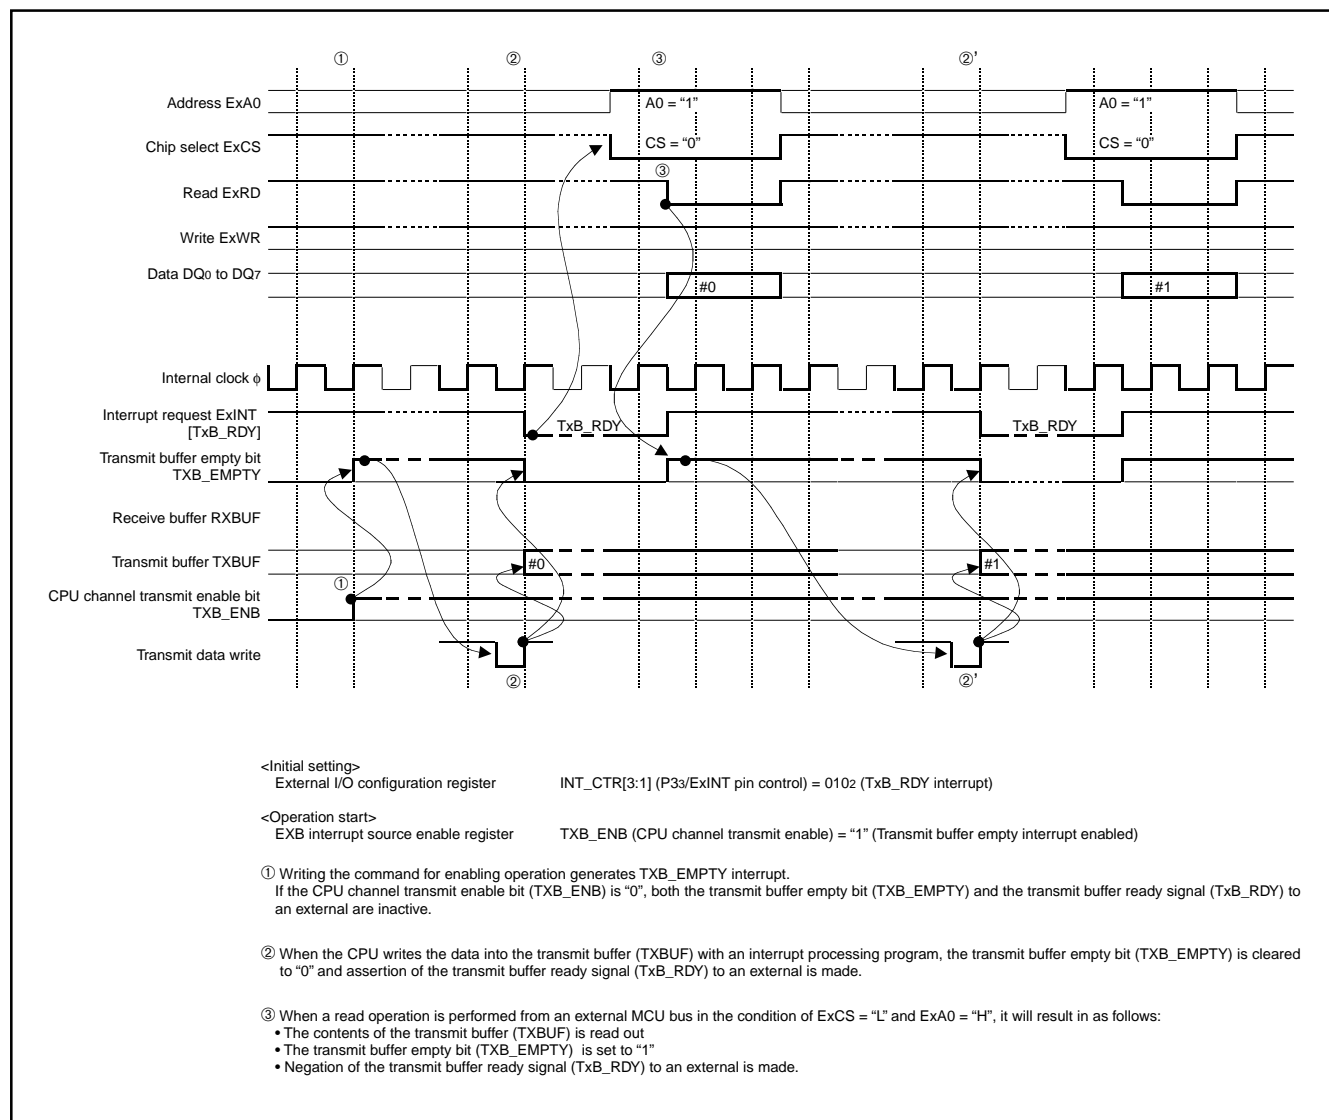 ① ② ③ ②'
Address ExA0
A0 = “1” A0 = “1”
Chip select ExCS
CS = “0” CS = “0”
③
Read ExRD
Write ExWR
Data DQ0 to DQ7
#0 #1
Internal clock ϕ
Interrupt request ExINT
[TxB_RDY]
TxB_RDY TxB_RDY
Transmit buffer empty bit
TXB_EMPTY
Receive buffer RXBUF
Transmit buffer TXBUF
#0 #1
①
CPU channel transmit enable bit
TXB_ENB
Transmit data write
② ②'
<Initial setting>
External I/O configuration register INT_CTR[3:1] (P33/ExINT pin control) = 0102 (TxB_RDY interrupt)
<Operation start>
EXB interrupt source enable register TXB_ENB (CPU channel transmit enable) = “1” (Transmit buffer empty interrupt enabled)
① Writing the command for enabling operation generates TXB_EMPTY interrupt.
If the CPU channel transmit enable bit (TXB_ENB) is “0”, both the transmit buffer empty bit (TXB_EMPTY) and the transmit buffer ready signal (TxB_RDY) to
an external are inactive.
② When the CPU writes the data into the transmit buffer (TXBUF) with an interrupt processing program, the transmit buffer empty bit (TXB_EMPTY) is cleared
to “0” and assertion of the transmit buffer ready signal (TxB_RDY) to an external is made.
③ When a read operation is performed from an external MCU bus in the condition of ExCS = “L” and ExA0 = “H”, it will result in as follows:
• The contents of the transmit buffer (TXBUF) is read out
• The transmit buffer empty bit (TXB_EMPTY) is set to “1”
• Negation of the transmit buffer ready signal (TxB_RDY) to an external is made.